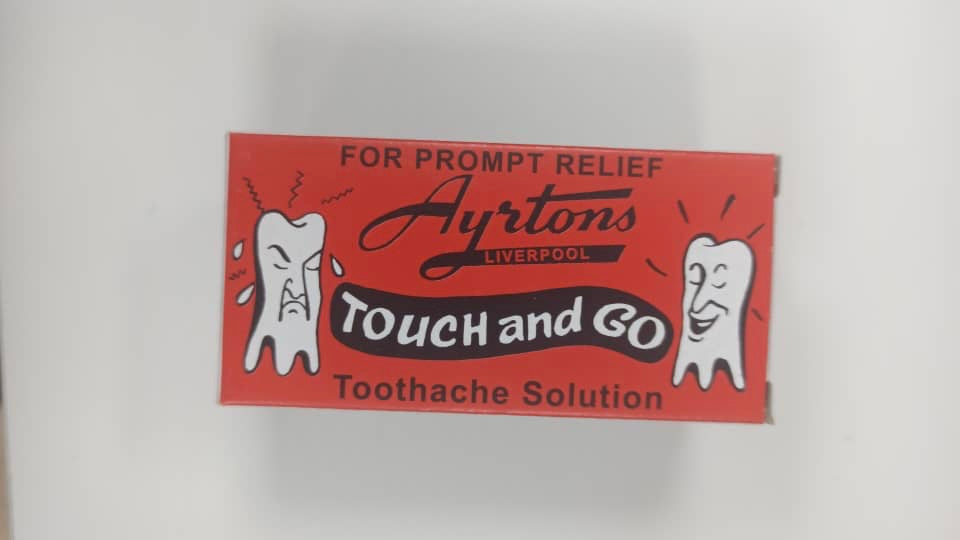 FOR PROMPT RELIEF
Ayrtons
LIVERPOOL
TOUCH and GO
Toothache Solution